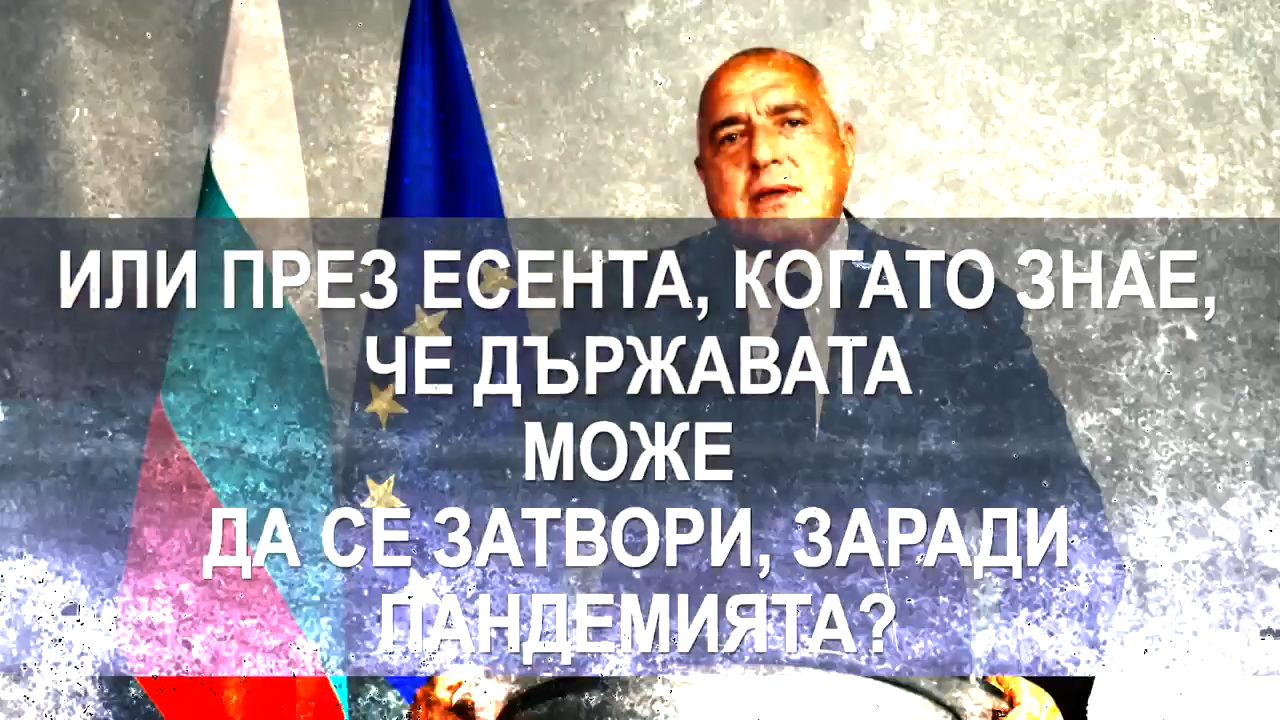 ИЛИ ПРЕЗ ЕСЕНТА, КОГАТО ЗНАЕ,
ЧЕ ДЪРЖАВАТА
МОЖЕ
ДА СЕ ЗАТВОРИ, ЗАРАДИ
ПАНДЕМИЯТА?